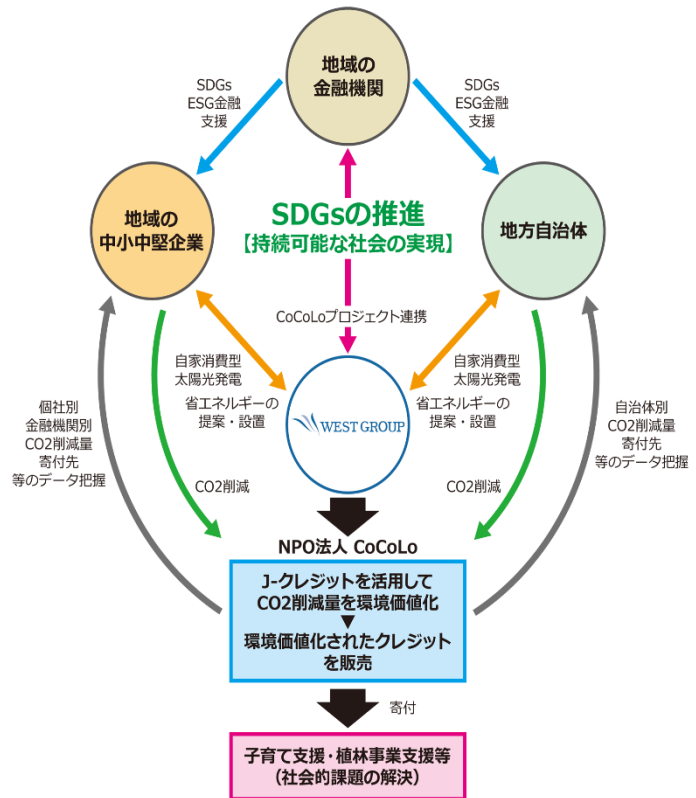 地域の
金融機関
SDGs
ESG金融
支援
SDGs
ESG金融
支援
地域の
中小中堅企業
SDGsの推進
【持続可能な社会の実現】
地方自治体
CoCoLoプロジェクト連携
自家消費型
太陽光発電
省エネルギーの
提案・設置
WEST GROUP
自家消費型
太陽光発電
省エネルギーの
提案・設置
個社別
金融機関別
CO2削減量
寄付先
等のデータ把握
自治体別
CO2削減量
寄付先
等のデータ把握
CO2削減
CO2削減
NPO法人 CoCoLo
J-クレジットを活用して
CO2削減量を環境価値化
▼
環境価値化されたクレジット
を販売
寄付
子育て支援・植林事業支援等
（社会的課題の解決）